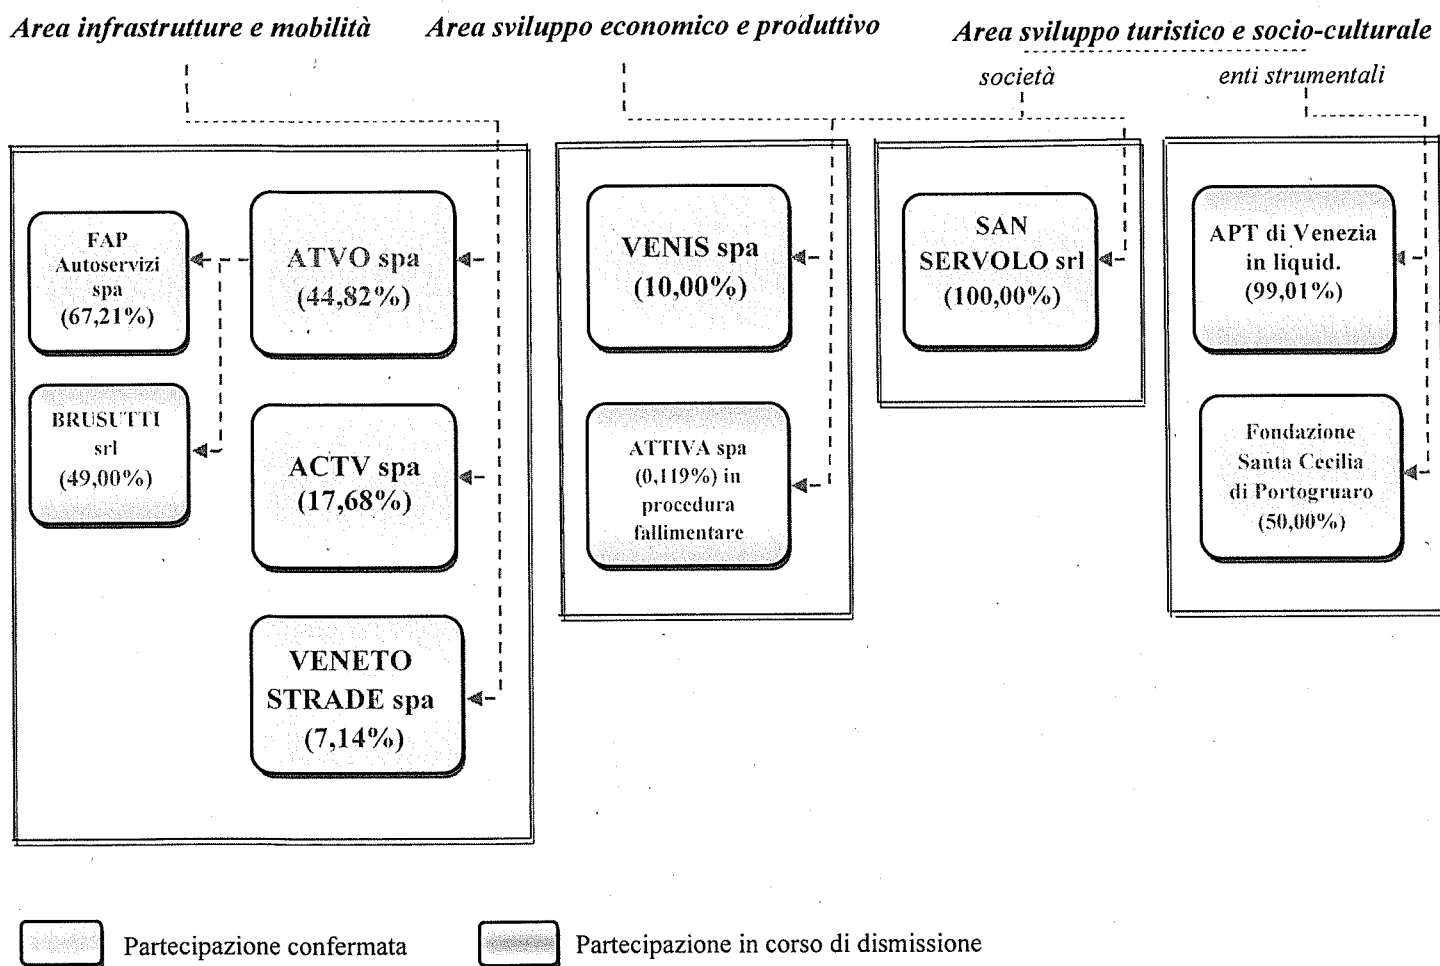 Area infrastrutture e mobilità
Area sviluppo economico e produttivo
Area sviluppo turistico e socio-culturale
società
enti strumentali
FAP
Autoservizi
spa
(67,21%)
ATVO spa
(44,82%)
BRUSUTTI
srl
(49,00%)
ACTV spa
(17,68%)
VENETO
STRADE spa
(7,14%)
VENIS spa
(10,00%)
ATTIVA spa
(0,119%) in
procedura
fallimentare
SAN
SERVOLO srl
(100,00%)
APT di Venezia
in liquid.
(99,01%)
Fondazione
Santa Cecilia
di Portogruaro
(50,00%)
Partecipazione confermata
Partecipazione in corso di dismissione